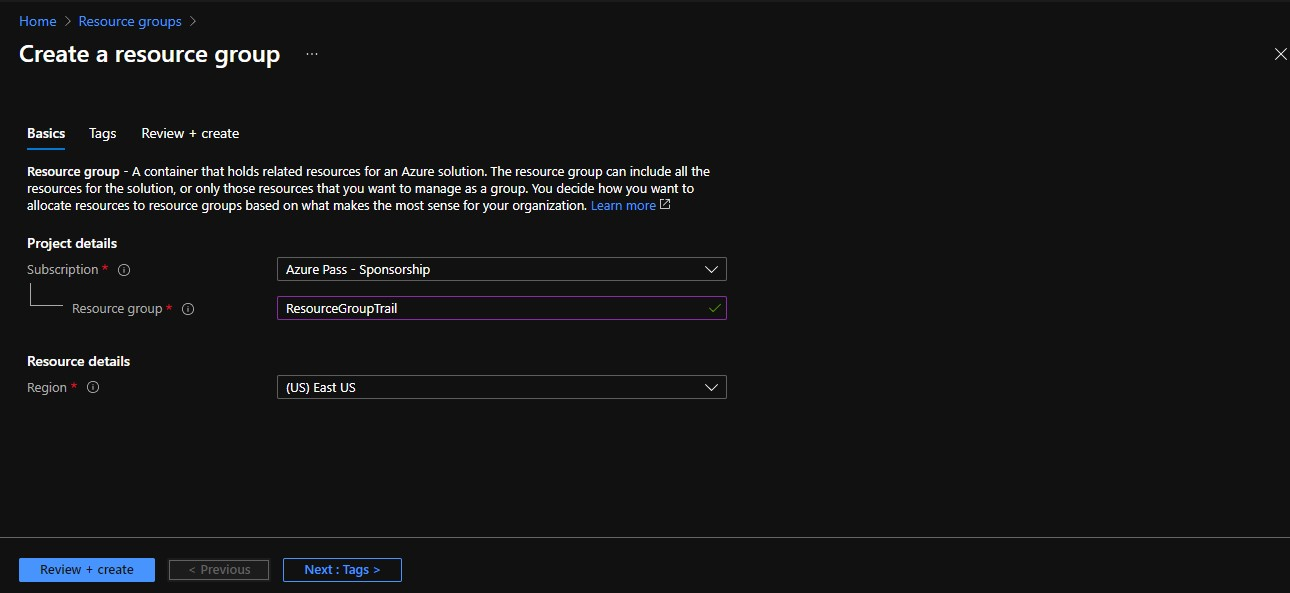 Home > Resource groups >
Create a resource group ...
Basics Tags Review + create
Resource group - A container that holds related resources for an Azure solution. The resource group can include all the
resources for the solution, or only those resources that you want to manage as a group. You decide how you want to
allocate resources to resource groups based on what makes the most sense for your organization. Learn more
Project details
Subscription * Azure Pass - Sponsorship
Resource group * ResourceGroupTrail
Resource details
Region * (US) East US
Review + create < Previous Next : Tags >